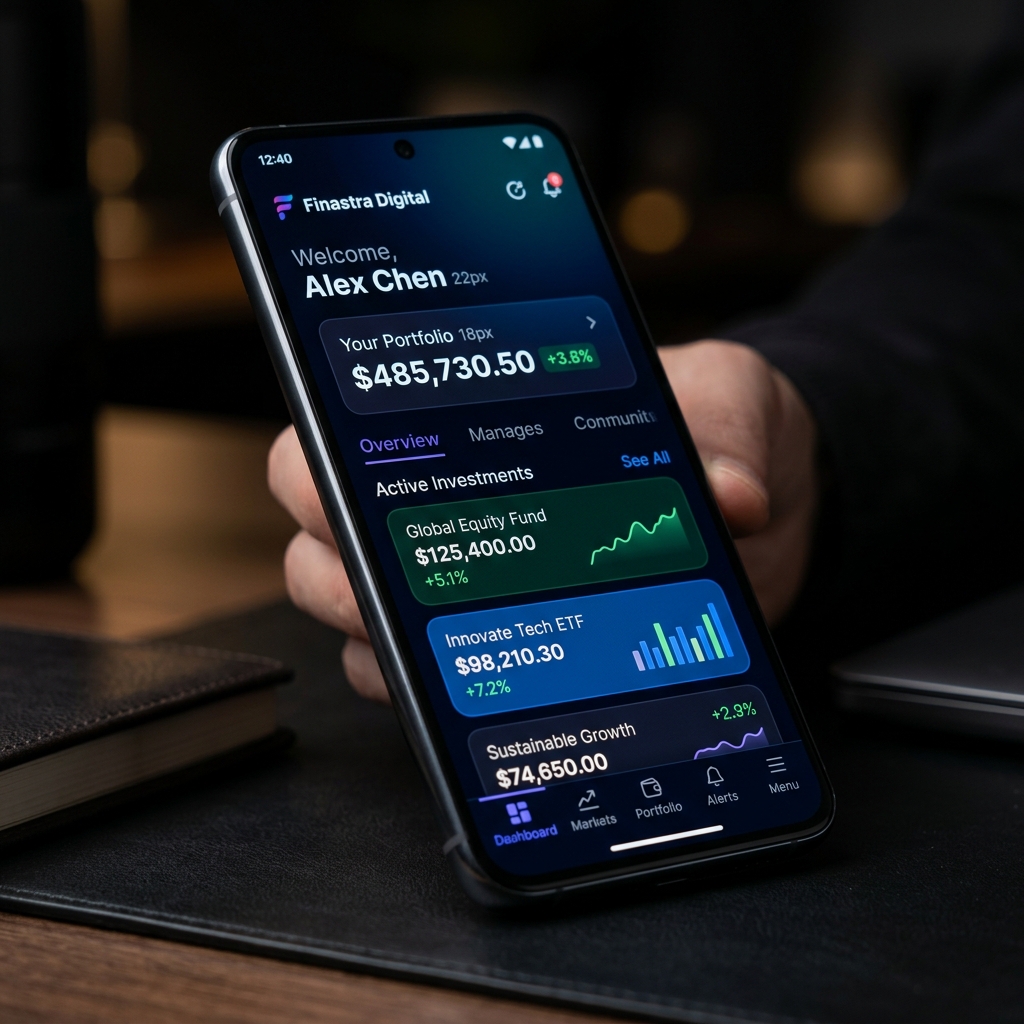 12:40
Finastra Digital
Welcome,
Alex Chen 22px
Your Portfolio 18px
$485,730.50 +3.8%
Overview Manages Conmunits
Active Investments See All
Global Equity Fund
$125,400.00
+5.1%
Innovate Tech ETF
$98,210.30
+7.2%
Sustainable Growth +2.9%
$74,650.00
Dashboard Markets Portfolio Alerts Menu